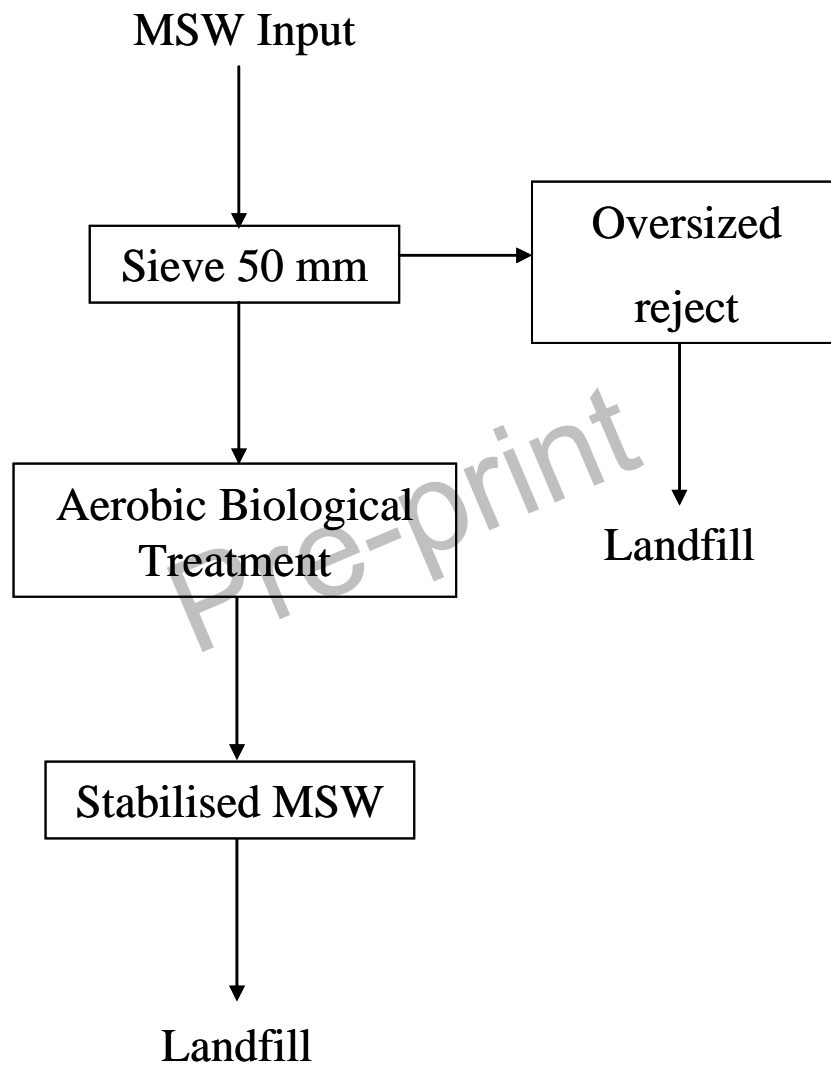 MSW Input
Sieve 50 mm
Oversized
reject
Aerobic Biological
Treatment
Landfill
Pre-print
Stabilised MSW
Landfill